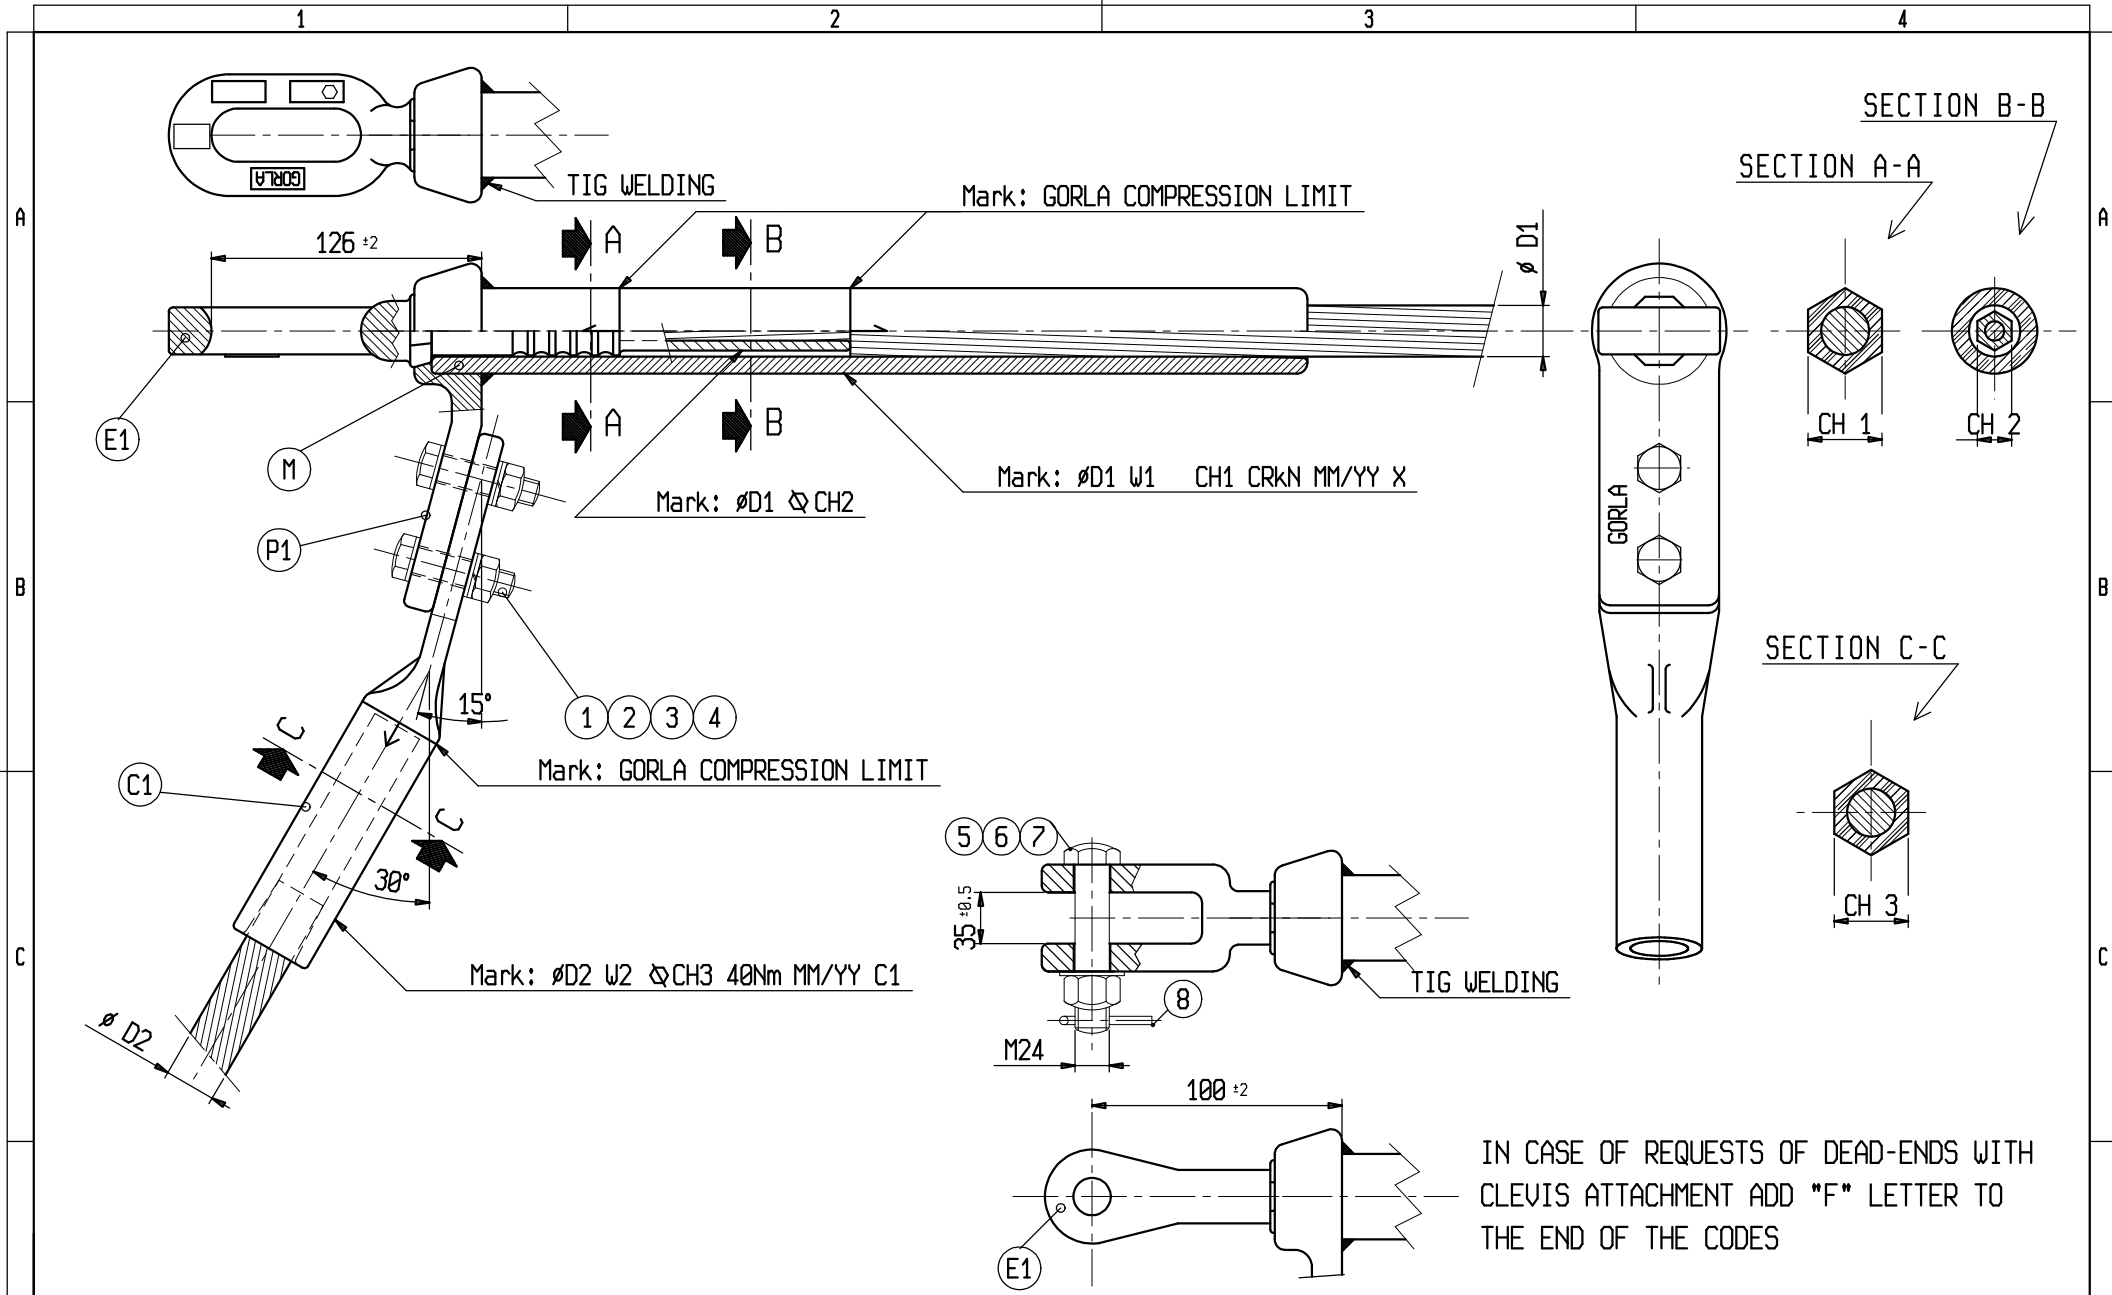 1
2
3
4
A
A
SECTION B-B
SECTION A-A
GORLA
TIG WELDING
Mark: GORLA COMPRESSION LIMIT
126 ±2
A
B
ø D1
E1
M
A
B
CH 1
CH 2
Mark: øD1 W1 CH1 CRkN MM/YY X
Mark: øD1 CH2
GORLA
P1
B
B
SECTION C-C
15°
1 2 3 4
C
Mark: GORLA COMPRESSION LIMIT
C1
C
5 6 7
30°
35 ±0.5
CH 3
C
C
Mark: øD2 W2 CH3 40Nm MM/YY C1
TIG WELDING
8
ø D2
M24
100 ±2
IN CASE OF REQUESTS OF DEAD-ENDS WITH
CLEVIS ATTACHMENT ADD "F" LETTER TO
THE END OF THE CODES
E1